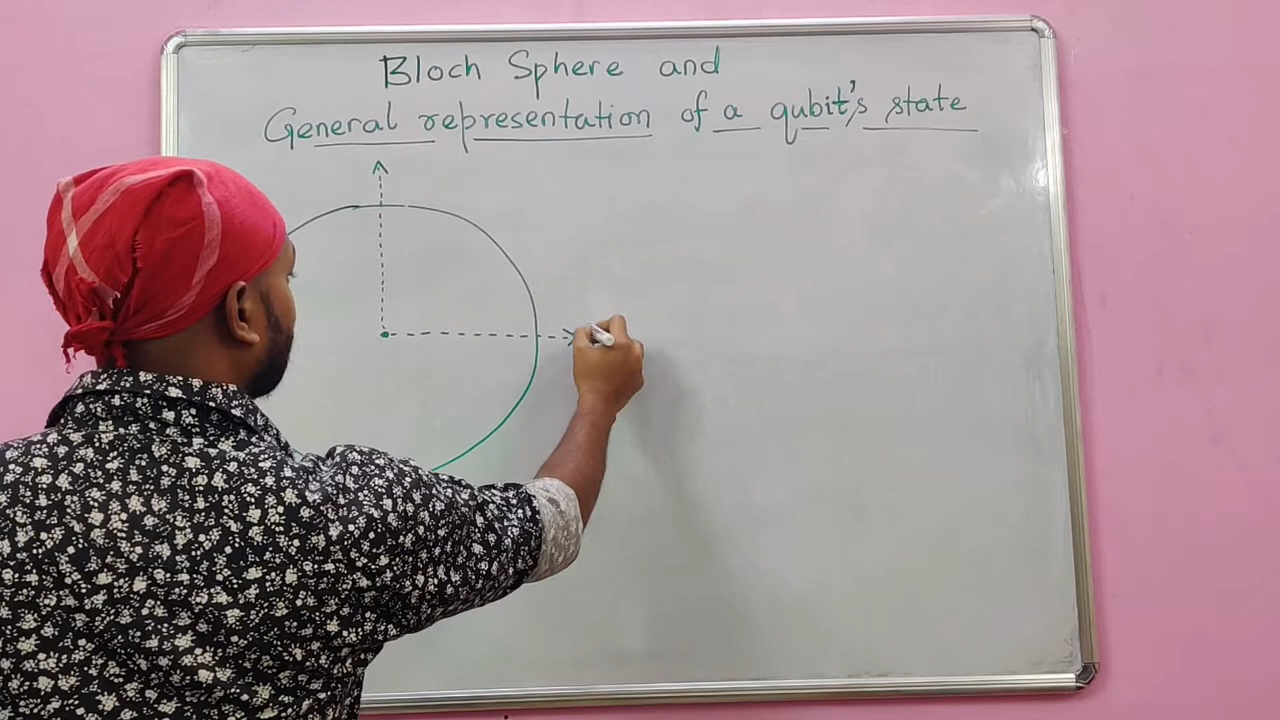 Bloch Sphere and
General representation of a qubit's state